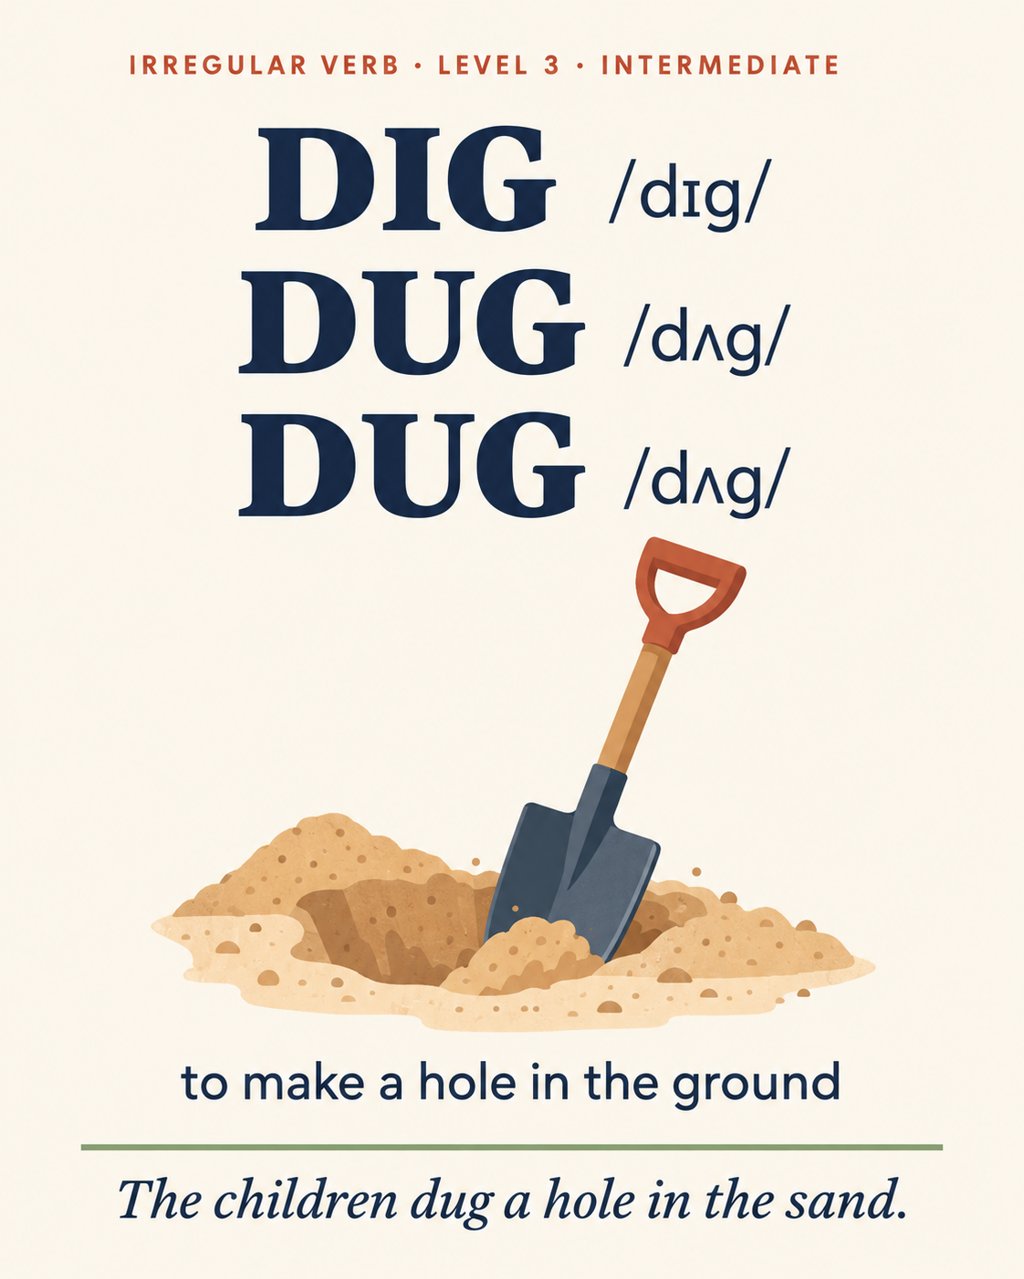 IRREGULAR VERB · LEVEL 3 · INTERMEDIATE
DIG /dɪg/
DUG /dʌg/
DUG /dʌg/
to make a hole in the ground
The children dug a hole in the sand.